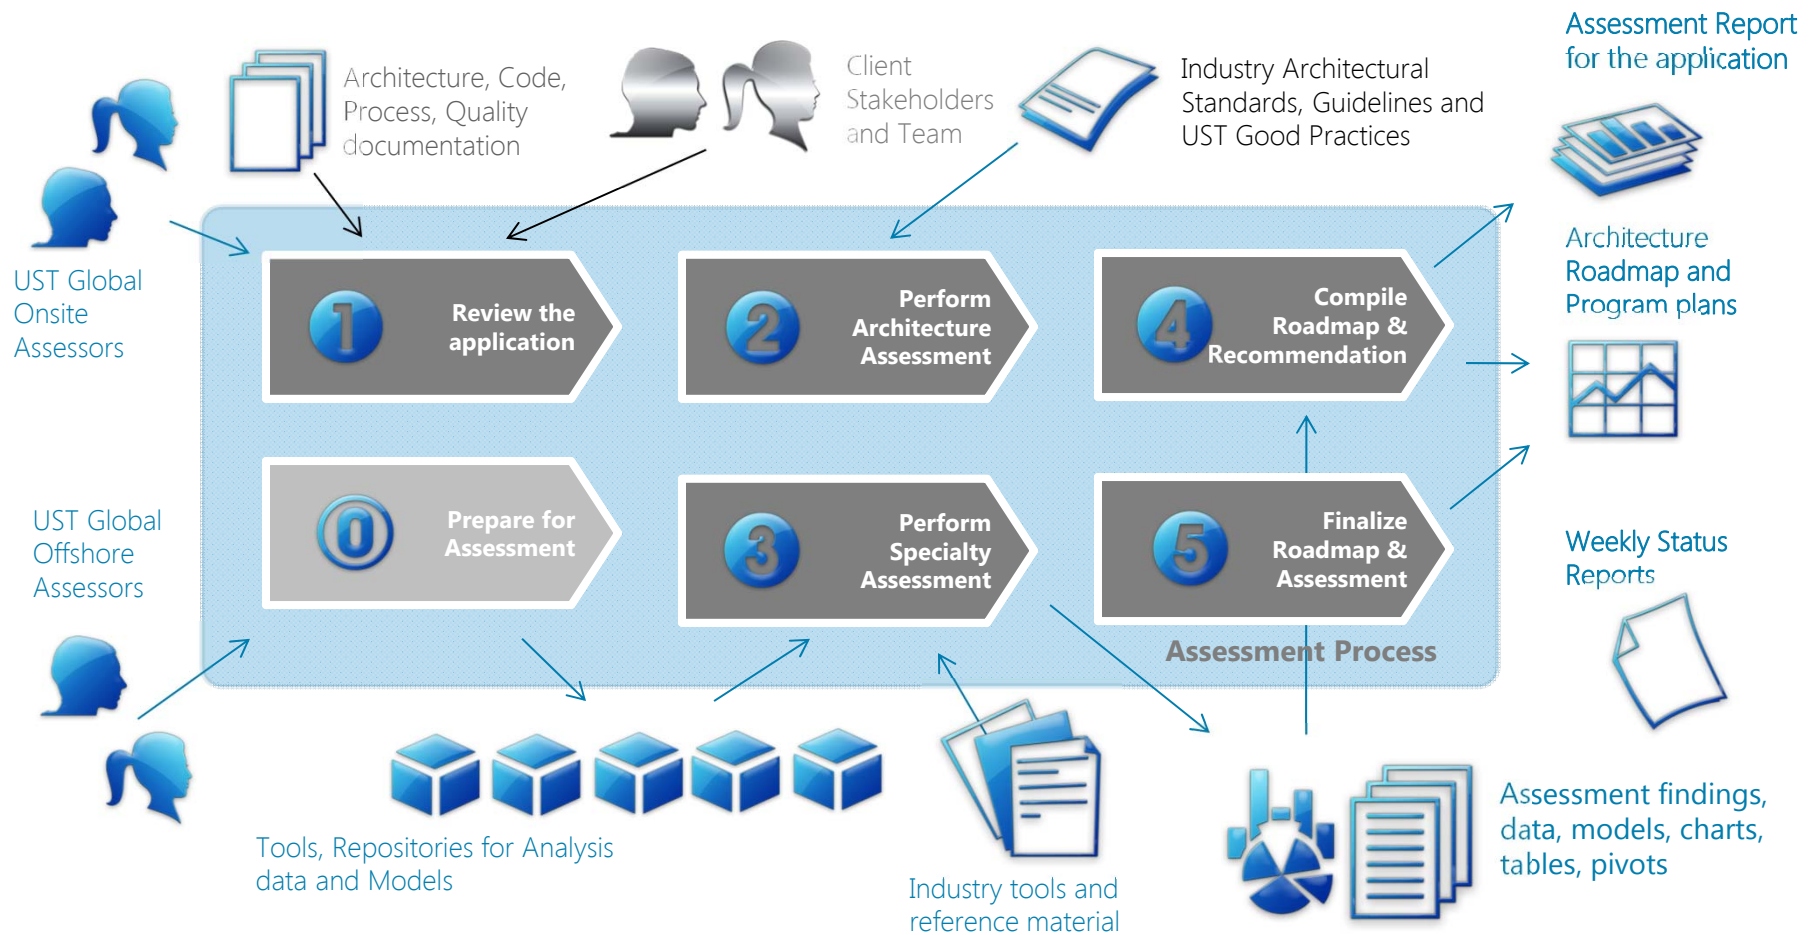 Assessment Report
for the application
Architecture, Code,
Process, Quality
documentation
Client
Stakeholders
and Team
Industry Architectural
Standards, Guidelines and
UST Good Practices
UST Global
Onsite
Assessors
1
Review the
application
2
Perform
Architecture
Assessment
4
Compile
Roadmap &
Recommendation
Architecture
Roadmap and
Program plans
UST Global
Offshore
Assessors
0
Prepare for
Assessment
3
Perform
Specialty
Assessment
5
Finalize
Roadmap &
Assessment
Assessment Process
Weekly Status
Reports
Tools, Repositories for Analysis
data and Models
Industry tools and
reference material
Assessment findings,
data, models, charts,
tables, pivots